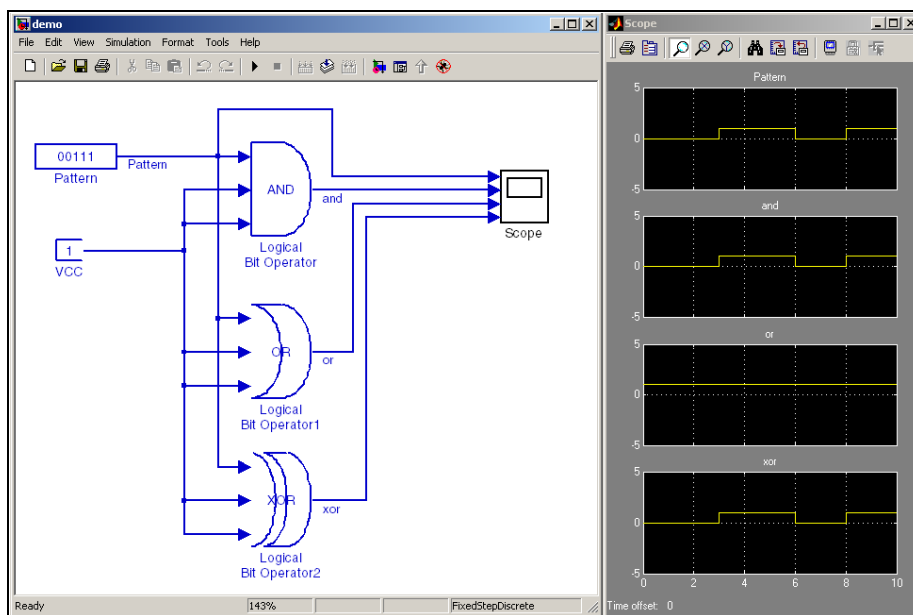 demo
File Edit View Simulation Format Tools Help
00111
Pattern
Pattern
AND
and
Logical
Bit Operator
1
VCC
Scope
OR
or
Logical
Bit Operator1
XOR
xor
Logical
Bit Operator2
Ready 143% FixedStepDiscrete
Scope
Pattern
5
0
-5
and
5
0
-5
or
5
0
-5
xor
5
0
-5
0 2 4 6 8 10
Time offset: 0